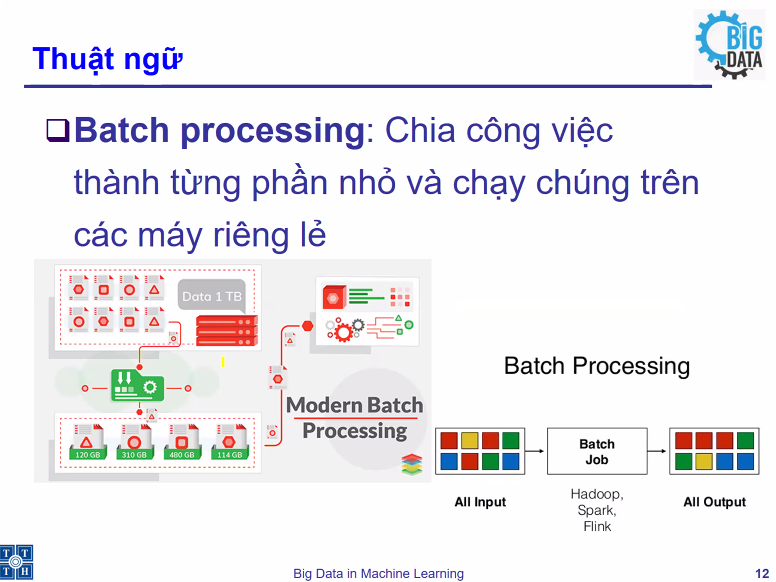 Thuật ngữ
BIG
DATA
Batch processing: Chia công việc
thành từng phần nhỏ và chạy chúng trên
các máy riêng lẻ
Data 1 TB
120 GB
310 GB
480 GB
114 GB
Modern Batch
Processing
Batch Processing
All Input
Batch
Job
Hadoop,
Spark,
Flink
All Output
T T
T H
Big Data in Machine Learning
12